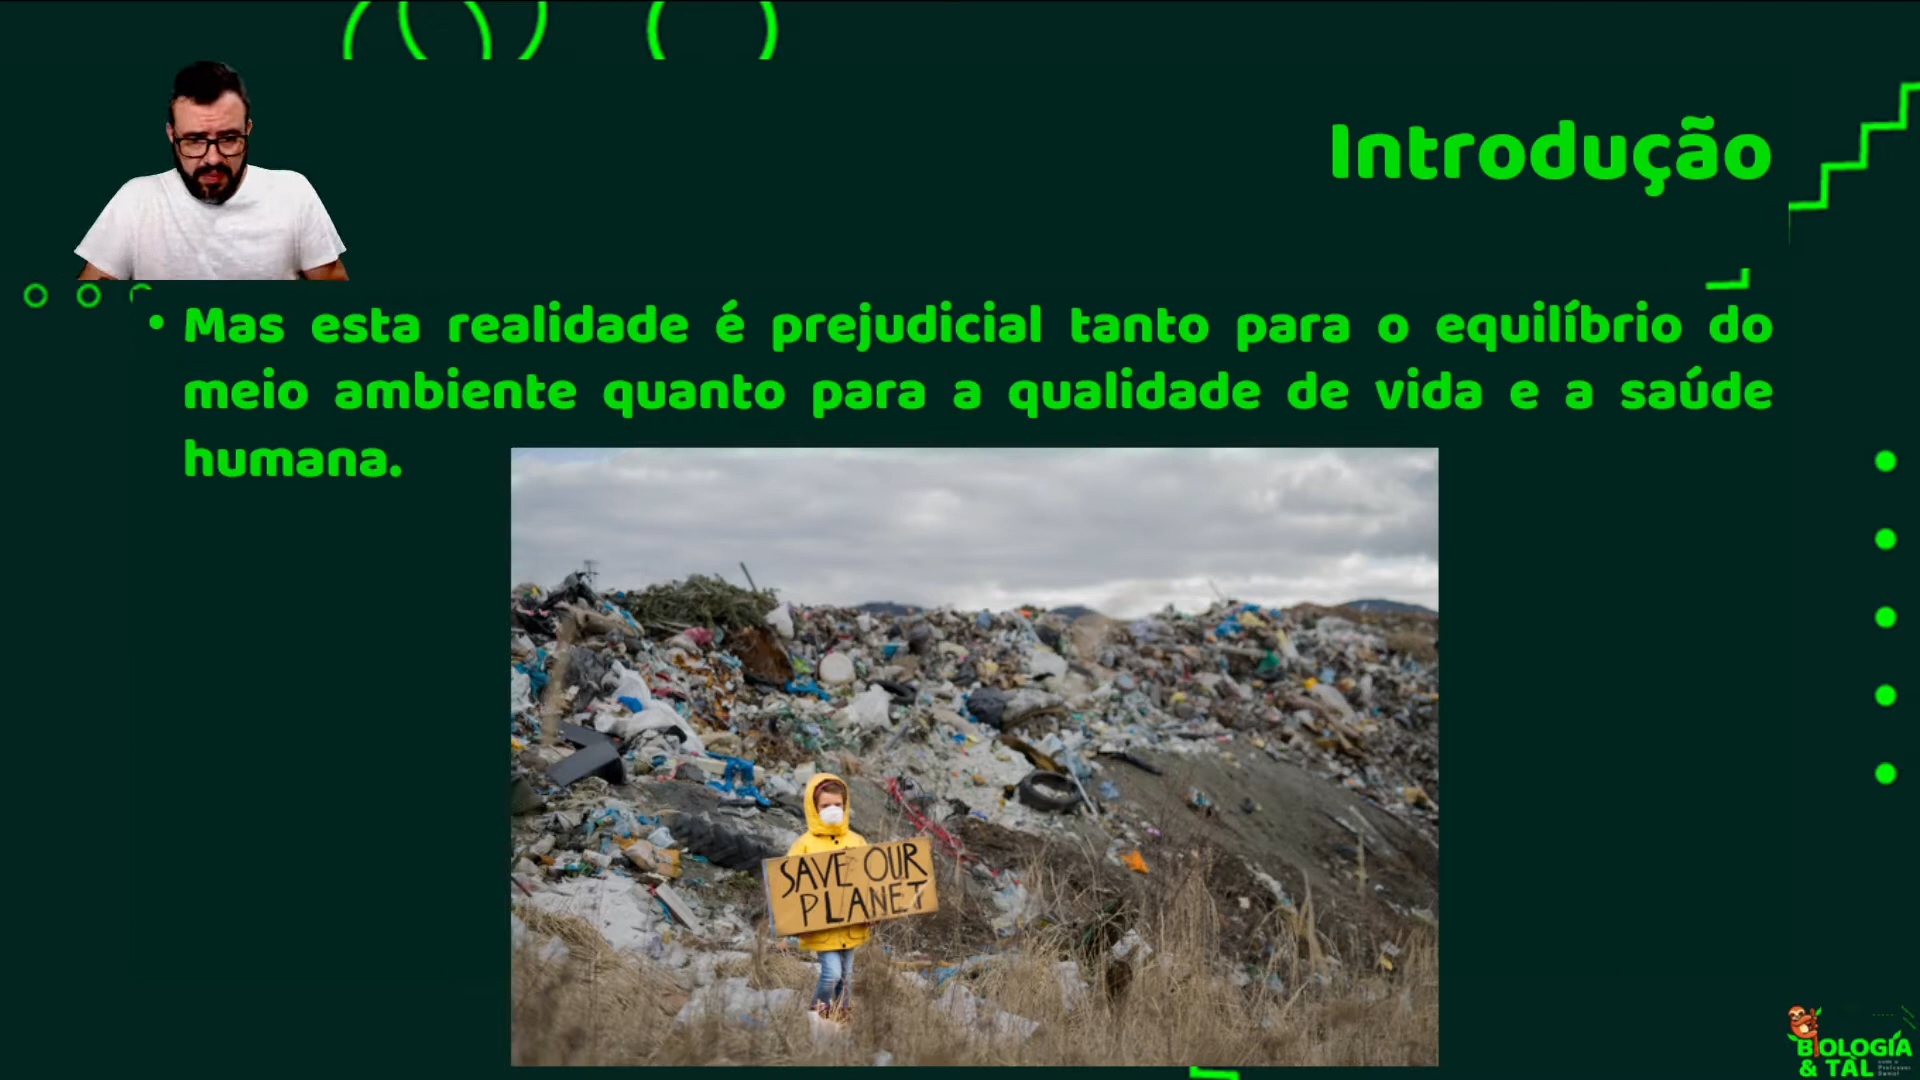 Introdução
• Mas esta realidade é prejudicial tanto para o equilíbrio do
meio ambiente quanto para a qualidade de vida e a saúde
humana.
SAVE OUR
PLANET
BIOLOGIA
& TAL